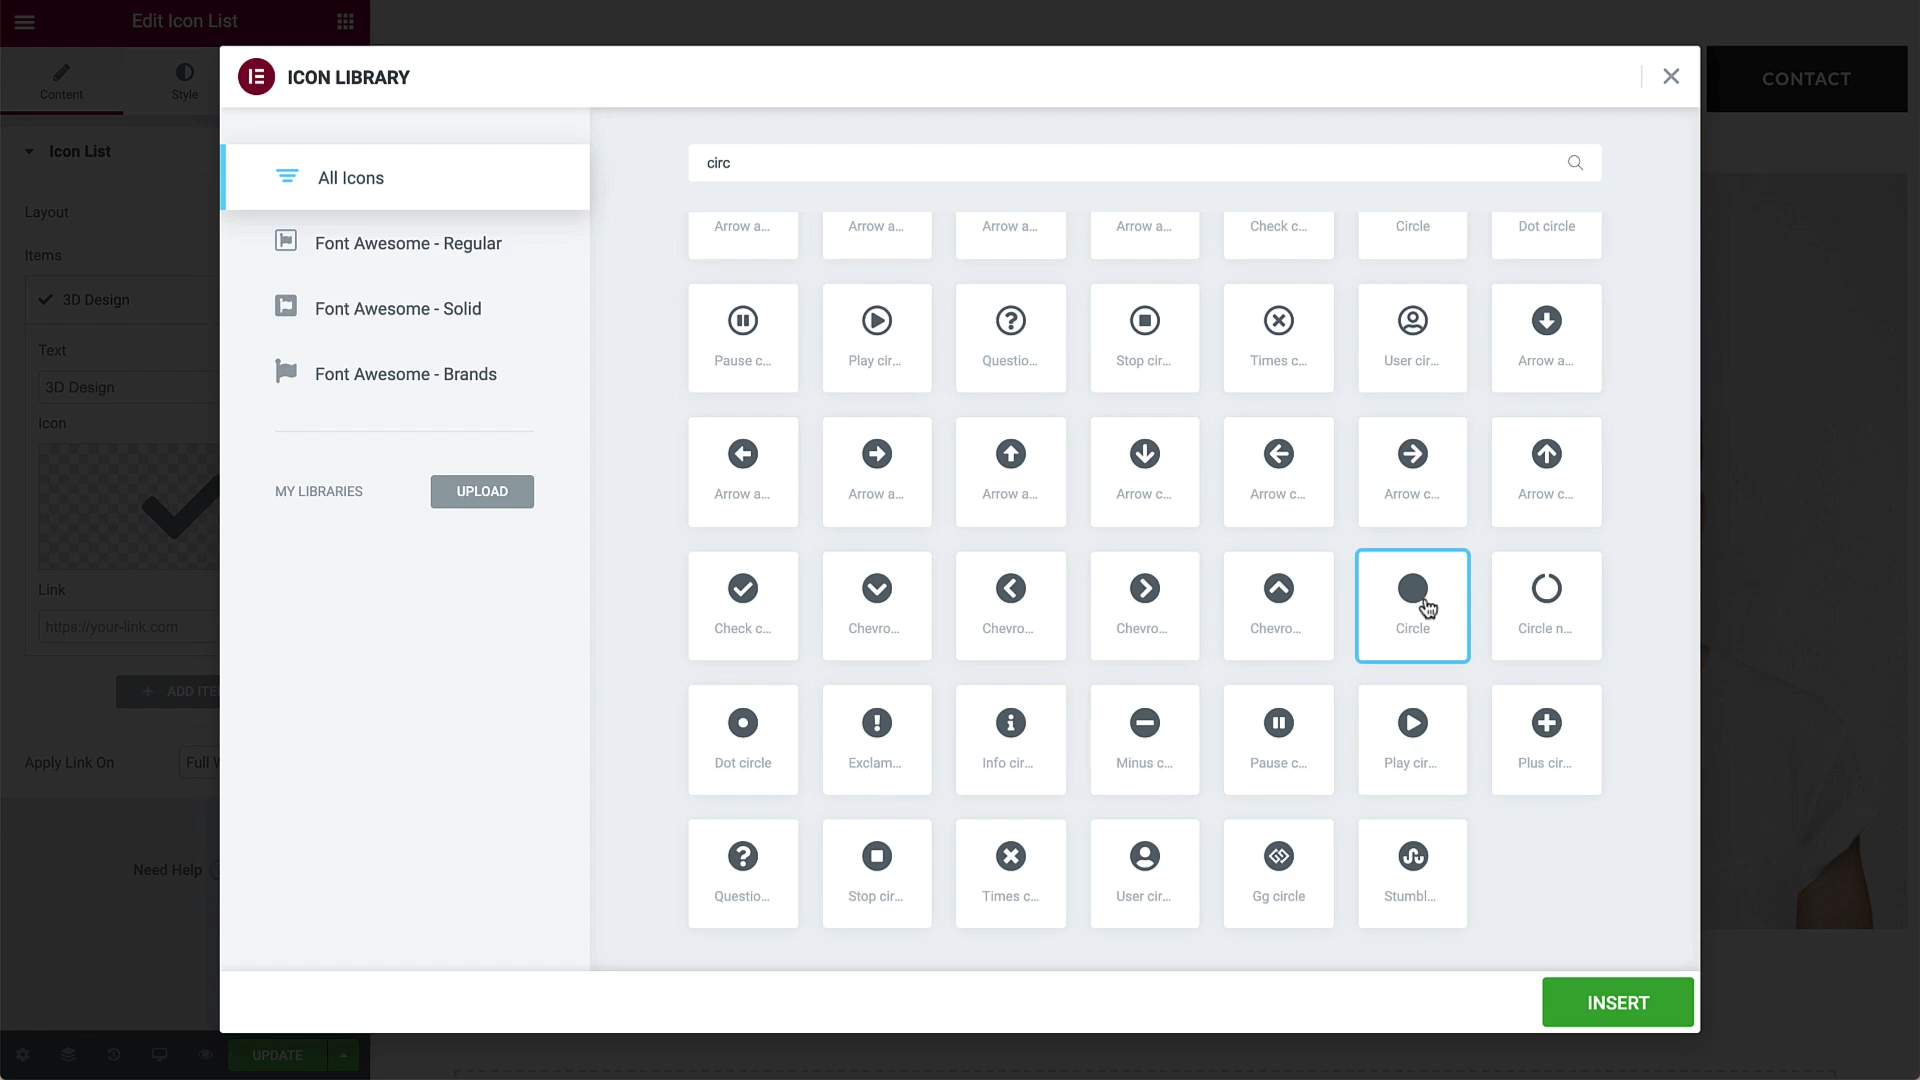 Edit Icon List
ICON LIBRARY
CONTACT
Content
Style
Icon List
All Icons
circ
Layout
Arrow a...
Arrow a...
Arrow a...
Arrow a...
Check c...
Circle
Dot circle
Font Awesome - Regular
Items
3D Design
Font Awesome - Solid
Text
3D Design
Pause c...
Play cir...
Questio...
Stop cir...
Times c...
User cir...
Arrow a...
Font Awesome - Brands
Icon
MY LIBRARIES
UPLOAD
Arrow a...
Arrow a...
Arrow a...
Arrow c...
Arrow c...
Arrow c...
Arrow c...
Link
https://your-link.com
Check c...
Chevro...
Chevro...
Chevro...
Chevro...
Circle
Circle n...
ADD ITE
Apply Link On
Full W
Dot circle
Exclam...
Info cir...
Minus c...
Pause c...
Play cir...
Plus cir...
Need Help
Questio...
Stop cir...
Times c...
User cir...
Gg circle
Stumbl...
INSERT
UPDATE